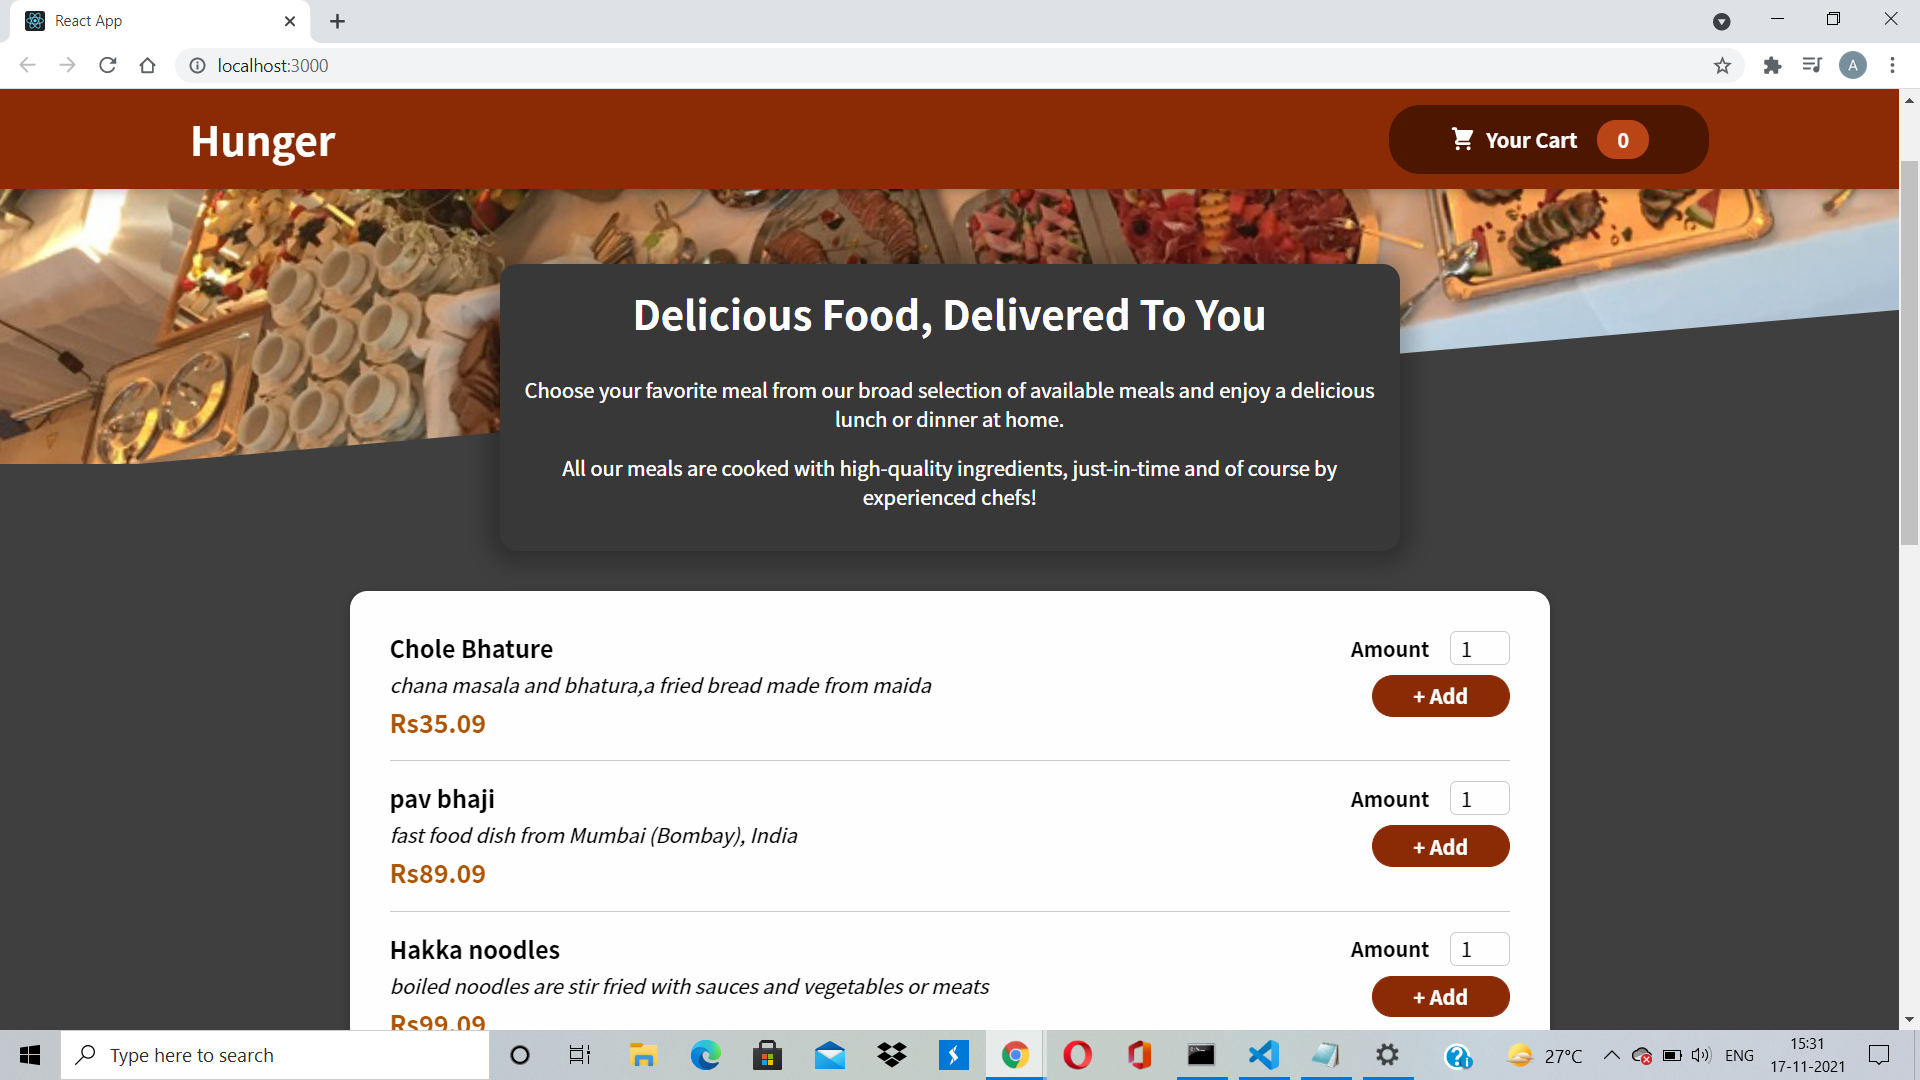 React App
localhost:3000
A
Hunger
Your Cart 0
Delicious Food, Delivered To You
Choose your favorite meal from our broad selection of available meals and enjoy a delicious
lunch or dinner at home.
All our meals are cooked with high-quality ingredients, just-in-time and of course by
experienced chefs!
Chole Bhature
Amount 1
chana masala and bhatura,a fried bread made from maida
+ Add
Rs35.09
pav bhaji
Amount 1
fast food dish from Mumbai (Bombay), India
+ Add
Rs89.09
Hakka noodles
Amount 1
boiled noodles are stir fried with sauces and vegetables or meats
+ Add
Rs99.09
Type here to search
27°C
ENG
15:31
17-11-2021